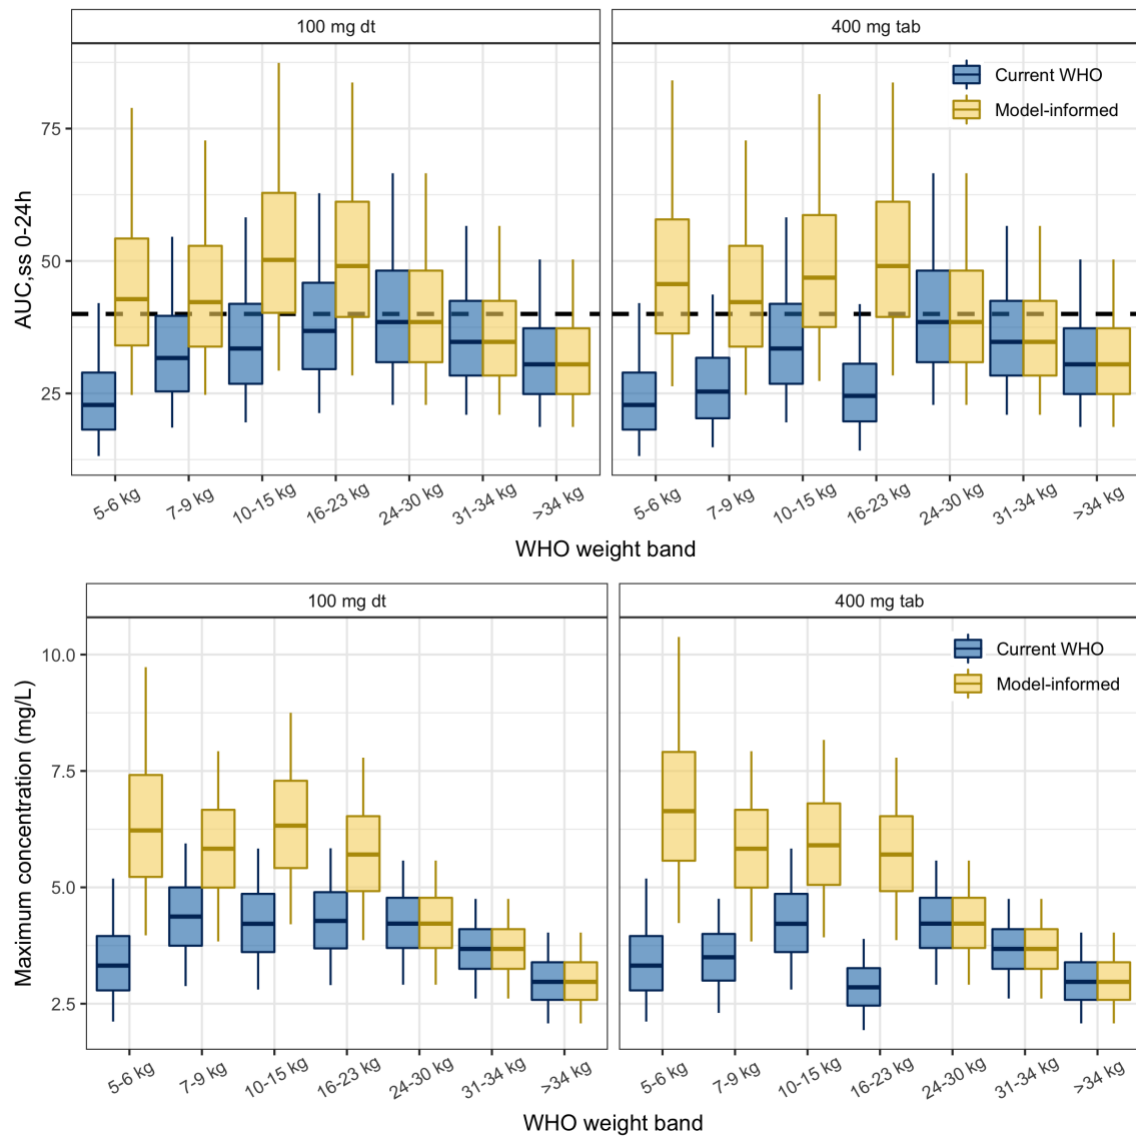 100 mg dt
400 mg tab
Current WHO
Model-informed
AUC,ss 0-24h
75
50
25
5-6 kg
7-9 kg
10-15 kg
16-23 kg
24-30 kg
31-34 kg
>34 kg
5-6 kg
7-9 kg
10-15 kg
16-23 kg
24-30 kg
31-34 kg
>34 kg
WHO weight band
100 mg dt
400 mg tab
Current WHO
Model-informed
Maximum concentration (mg/L)
10.0
7.5
5.0
2.5
5-6 kg
7-9 kg
10-15 kg
16-23 kg
24-30 kg
31-34 kg
>34 kg
5-6 kg
7-9 kg
10-15 kg
16-23 kg
24-30 kg
31-34 kg
>34 kg
WHO weight band